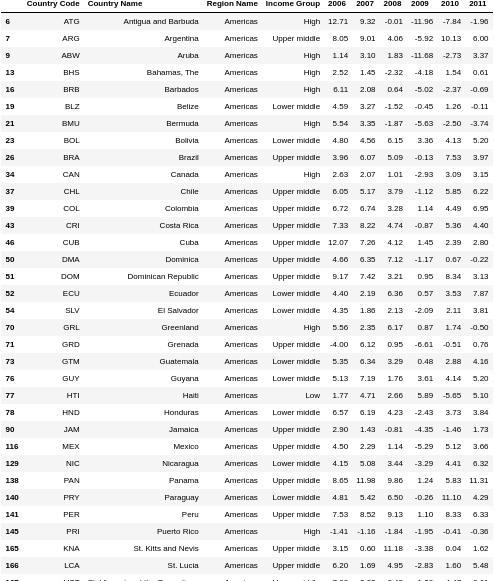 Country Code Country Name Region Name Income Group 2006 2007 2008 2009 2010 2011
6 ATG Antigua and Barbuda Americas High 12.71 9.32 -0.01 -11.96 -7.84 -1.96
7 ARG Argentina Americas Upper middle 8.05 9.01 4.06 -5.92 10.13 6.00
9 ABW Aruba Americas High 1.14 3.10 1.83 -11.68 -2.73 3.37
13 BHS Bahamas, The Americas High 2.52 1.45 -2.32 -4.18 1.54 0.61
16 BRB Barbados Americas High 6.11 2.08 0.64 -5.02 -2.37 -0.69
19 BLZ Belize Americas Lower middle 4.59 3.27 -1.52 -0.45 1.26 -0.11
21 BMU Bermuda Americas High 5.54 3.35 -1.87 -5.63 -2.50 -3.74
23 BOL Bolivia Americas Lower middle 4.80 4.56 6.15 3.36 4.13 5.20
26 BRA Brazil Americas Upper middle 3.96 6.07 5.09 -0.13 7.53 3.97
34 CAN Canada Americas High 2.63 2.07 1.01 -2.93 3.09 3.15
37 CHL Chile Americas Upper middle 6.05 5.17 3.79 -1.12 5.85 6.22
39 COL Colombia Americas Upper middle 6.72 6.74 3.28 1.14 4.49 6.95
43 CRI Costa Rica Americas Upper middle 7.33 8.22 4.74 -0.87 5.36 4.40
46 CUB Cuba Americas Upper middle 12.07 7.26 4.12 1.45 2.39 2.80
50 DMA Dominica Americas Upper middle 4.66 6.35 7.12 -1.17 0.67 -0.22
51 DOM Dominican Republic Americas Upper middle 9.17 7.42 3.21 0.95 8.34 3.13
52 ECU Ecuador Americas Lower middle 4.40 2.19 6.36 0.57 3.53 7.87
54 SLV El Salvador Americas Lower middle 4.35 1.86 2.13 -2.09 2.11 3.81
70 GRL Greenland Americas High 5.56 2.35 6.17 0.87 1.74 -0.50
71 GRD Grenada Americas Upper middle -4.00 6.12 0.95 -6.61 -0.51 0.76
73 GTM Guatemala Americas Lower middle 5.35 6.34 3.29 0.48 2.88 4.16
76 GUY Guyana Americas Lower middle 5.13 7.19 1.76 3.61 4.14 5.20
77 HTI Haiti Americas Low 1.77 4.71 2.66 5.89 -5.65 5.10
78 HND Honduras Americas Lower middle 6.57 6.19 4.23 -2.43 3.73 3.84
90 JAM Jamaica Americas Upper middle 2.90 1.43 -0.81 -4.35 -1.46 1.73
116 MEX Mexico Americas Upper middle 4.50 2.29 1.14 -5.29 5.12 3.66
129 NIC Nicaragua Americas Lower middle 4.15 5.08 3.44 -3.29 4.41 6.32
138 PAN Panama Americas Upper middle 8.65 11.98 9.86 1.24 5.83 11.31
140 PRY Paraguay Americas Lower middle 4.81 5.42 6.50 -0.26 11.10 4.29
141 PER Peru Americas Upper middle 7.53 8.52 9.13 1.10 8.33 6.33
145 PRI Puerto Rico Americas High -1.41 -1.16 -1.84 -1.95 -0.41 -0.36
165 KNA St. Kitts and Nevis Americas Upper middle 3.15 0.60 11.18 -3.38 0.04 1.62
166 LCA St. Lucia Americas Upper middle 6.20 1.69 4.95 -2.83 1.60 5.48